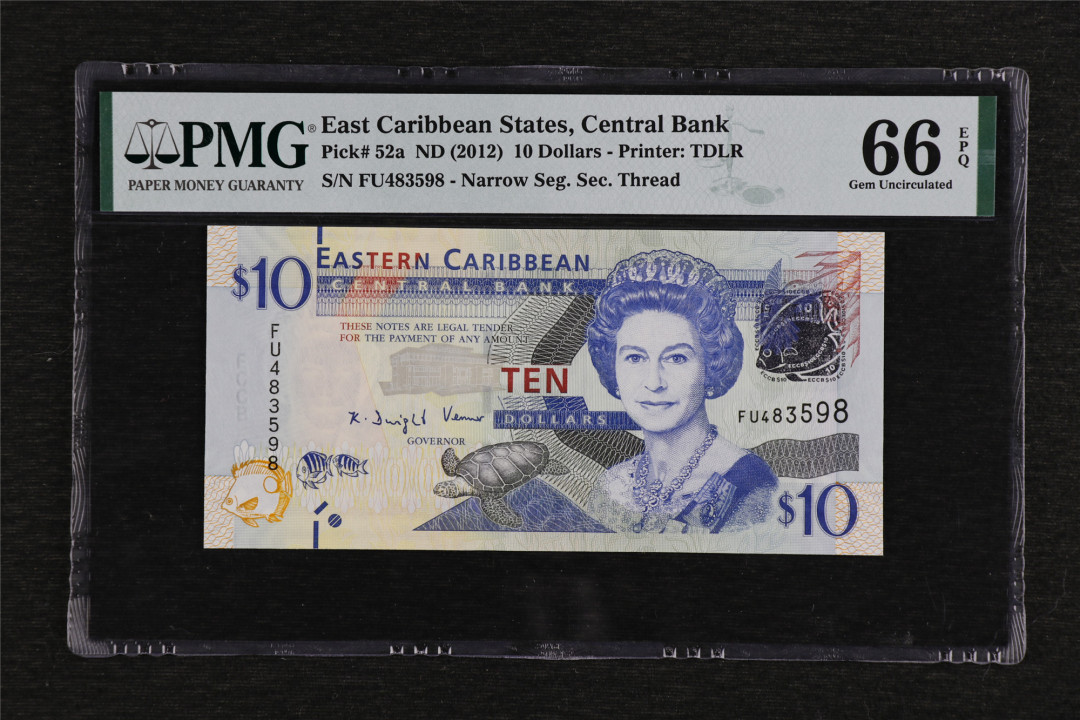 PMG®
PAPER MONEY GUARANTY
East Caribbean States, Central Bank
Pick# 52a ND (2012) 10 Dollars - Printer: TDLR
S/N FU483598 - Narrow Seg. Sec. Thread
66
EPQ
Gem Uncirculated
$10
EASTERN CARIBBEAN
CENTRAL BANK
THESE NOTES ARE LEGAL TENDER
FOR THE PAYMENT OF ANY AMOUNT
FU483598
TEN
DOLLARS
K. Dwight Venner
GOVERNOR
FU483598
$10